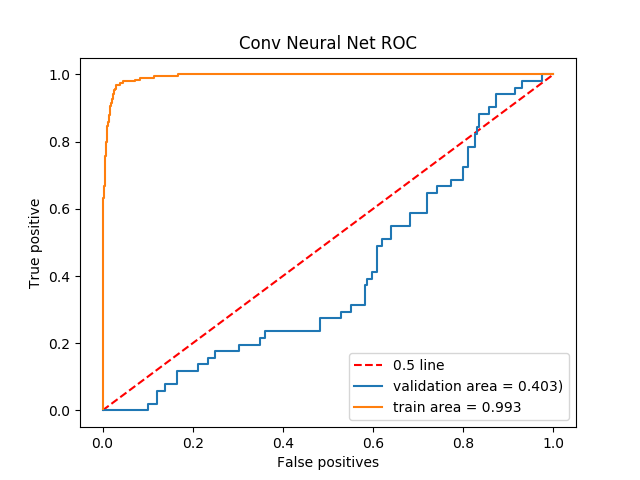 Conv Neural Net ROC
True positive
1.0
0.8
0.6
0.4
0.2
0.0
0.5 line
validation area = 0.403)
train area = 0.993
0.0 0.2 0.4 0.6 0.8 1.0
False positives